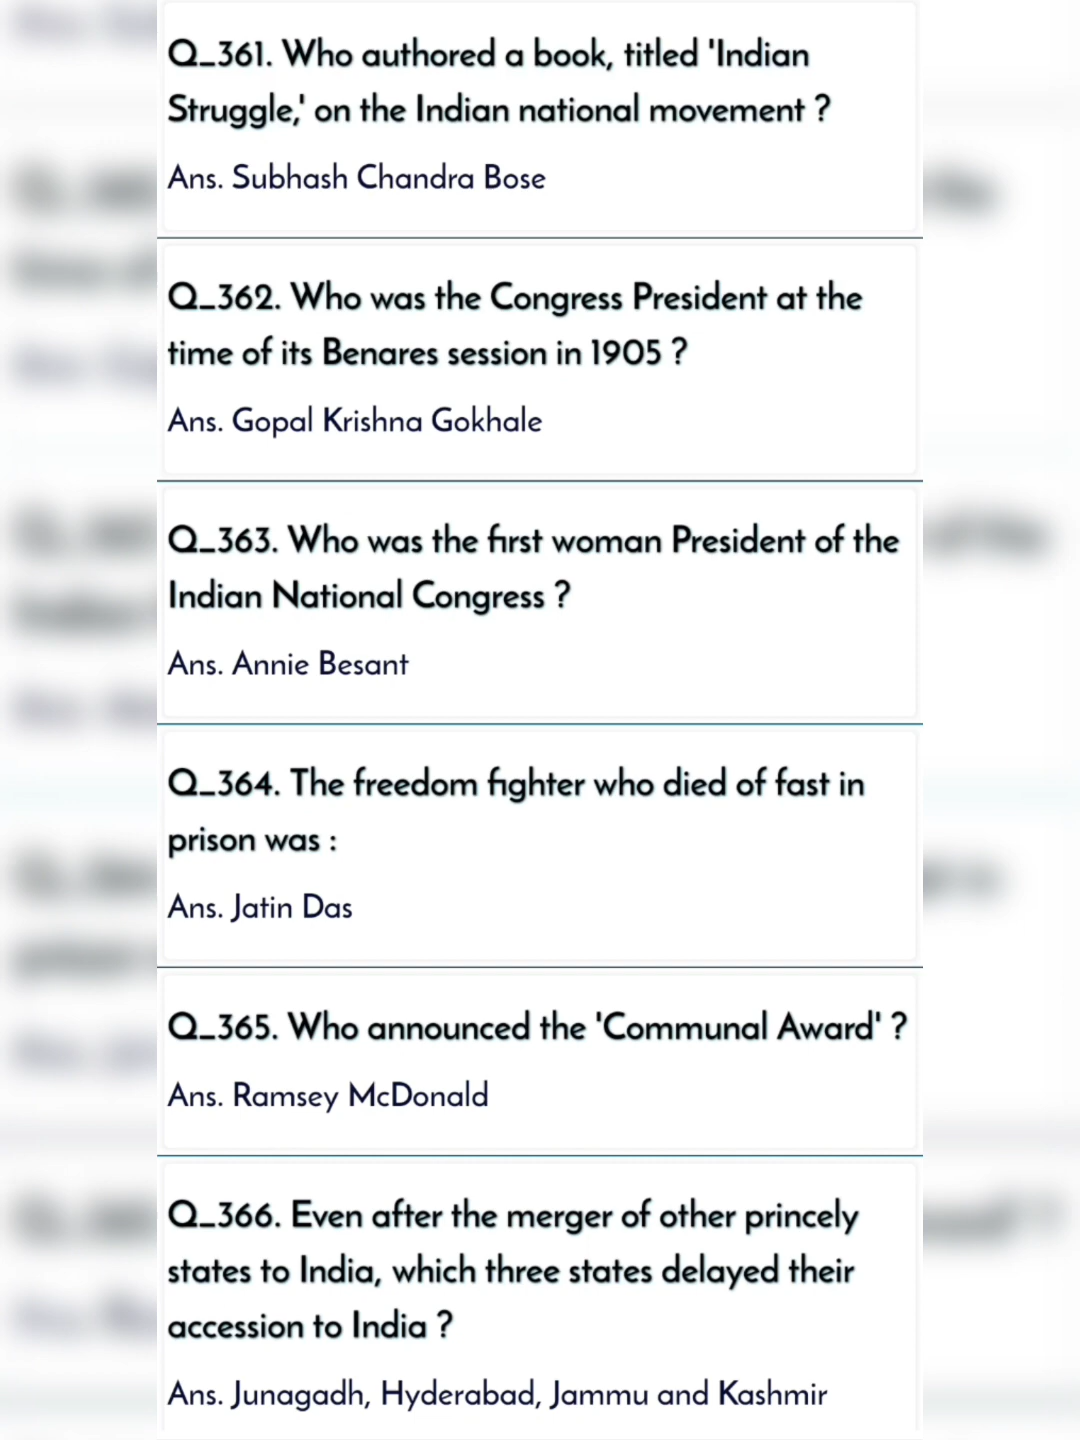 Q_361. Who authored a book, titled 'Indian
Struggle,' on the Indian national movement ?
Ans. Subhash Chandra Bose
Q_362. Who was the Congress President at the
time of its Benares session in 1905 ?
Ans. Gopal Krishna Gokhale
Q_363. Who was the first woman President of the
Indian National Congress ?
Ans. Annie Besant
Q_364. The freedom fighter who died of fast in
prison was :
Ans. Jatin Das
Q_365. Who announced the 'Communal Award' ?
Ans. Ramsey McDonald
Q_366. Even after the merger of other princely
states to India, which three states delayed their
accession to India ?
Ans. Junagadh, Hyderabad, Jammu and Kashmir